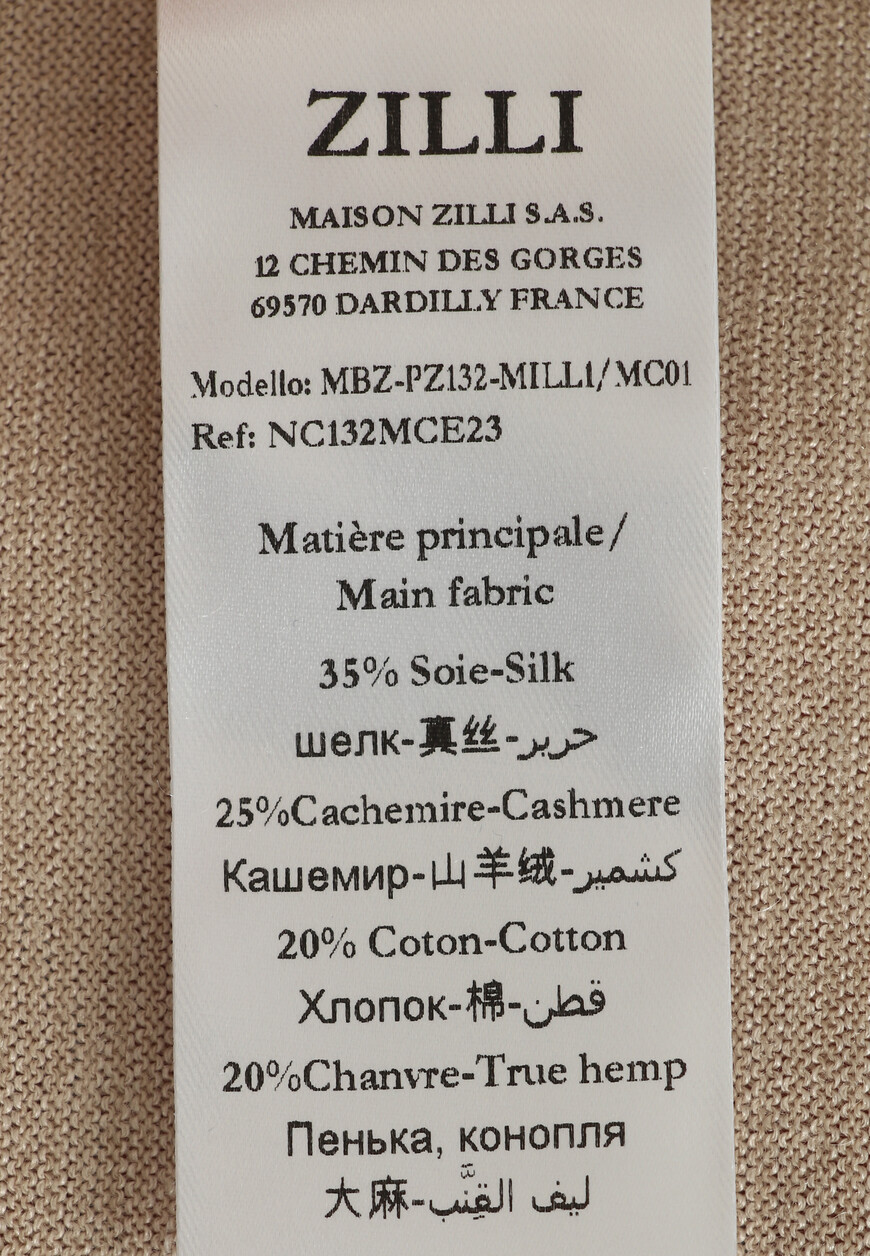 ZILLI
MAISON ZILLI S.A.S.
12 CHEMIN DES GORGES
69570 DARDILLY FRANCE
Modello: MBZ-PZ132-MILL1/MC01
Ref: NC132MCE23
Matière principale/
Main fabric
35% Soie-Silk
шелк-真丝-حرير
25%Cachemire-Cashmere
Кашемир-山羊绒-كشمير
20% Coton-Cotton
Хлопок-棉-قطن
20%Chanvre-True hemp
Пенька, конопля
大麻-ليف القِنَّب